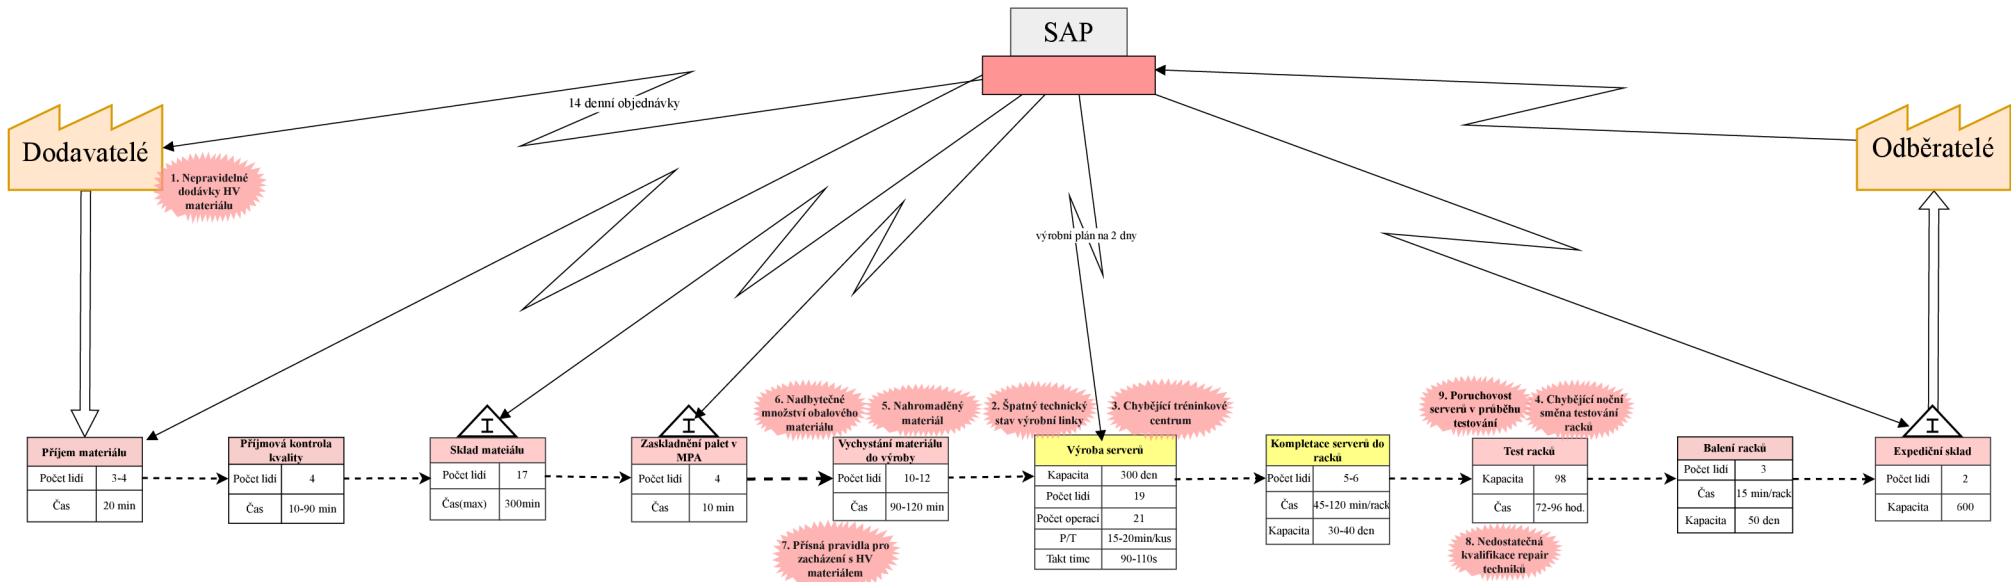 SAP
14 denní objednávky
Dodavatelé
1. Nepravidelné
dodávky HV
materiálu
Odběratelé
výrobní plán na 2 dny
6. Nadbytečné
množství obalového
materiálu
5. Nahromaděný
materiál
2. Špatný technický
stav výrobní linky
3. Chybějící tréninkové
centrum
9. Poruchovost
serverů v průběhu
testování
4. Chybějící noční
směna testování
racků
Příjem materiálu
Počet lidí 3-4
Čas 20 min
Příjmová kontrola
kvality
Počet lidí 4
Čas 10-90 min
I
Sklad mateiálu
Počet lidí 17
Čas(max) 300min
I
Zaskladnění palet v
MPA
Počet lidí 4
Čas 10 min
Vychystání materiálu
do výroby
Počet lidí 10-12
Čas 90-120 min
7. Přísná pravidla pro
zacházení s HV
materiálem
Výroba serverů
Kapacita 300 den
Počet lidí 19
Počet operací 21
P/T 15-20min/kus
Takt time 90-110s
Kompletace serverů do
racků
Počet lidí 5-6
Čas 45-120 min/rack
Kapacita 30-40 den
Test racků
Kapacita 98
Čas 72-96 hod.
8. Nedostatečná
kvalifikace repair
techniků
Balení racků
Počet lidí 3
Čas 15 min/rack
Kapacita 50 den
I
Expediční sklad
Počet lidí 2
Kapacita 600